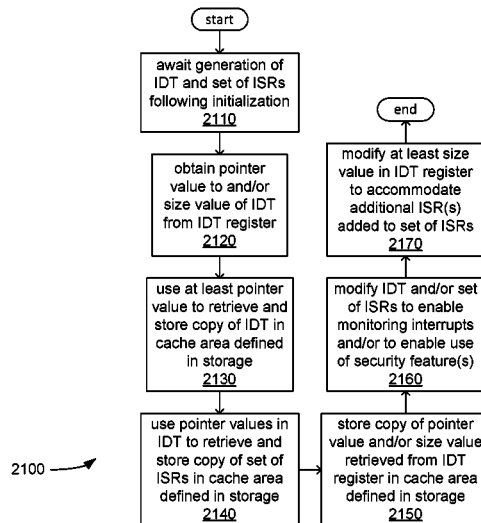 start
await generation of
IDT and set of ISRs
following initialization
2110
obtain pointer
value to and/or
size value of IDT
from IDT register
2120
use at least pointer
value to retrieve and
store copy of IDT in
cache area defined
in storage
2130
use pointer values in
IDT to retrieve and
store copy of set of
ISRs in cache area
defined in storage
2140
store copy of pointer
value and/or size value
retrieved from IDT
register in cache area
defined in storage
2150
modify IDT and/or set
of ISRs to enable
monitoring interrupts
and/or to enable use
of security feature(s)
2160
modify at least size
value in IDT register
to accommodate
additional ISR(s)
added to set of ISRs
2170
end
2100